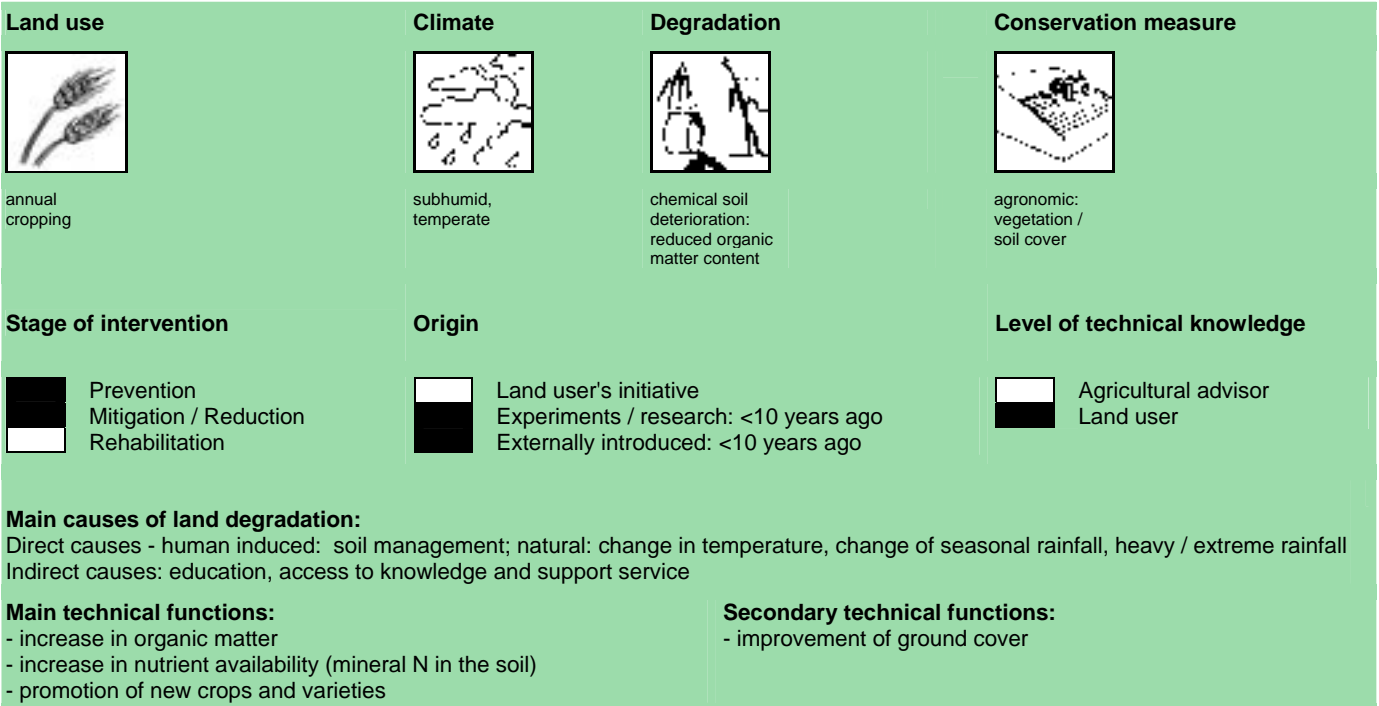 Land use
Climate
Degradation
Conservation measure
annual
cropping
subhumid,
temperate
chemical soil
deterioration:
reduced organic
matter content
agronomic:
vegetation /
soil cover
Stage of intervention
Origin
Level of technical knowledge
Prevention
Mitigation / Reduction
Rehabilitation
Land user's initiative
Experiments / research: <10 years ago
Externally introduced: <10 years ago
Agricultural advisor
Land user
Main causes of land degradation:
Direct causes - human induced:  soil management; natural: change in temperature, change of seasonal rainfall, heavy / extreme rainfall
Indirect causes: education, access to knowledge and support service
Main technical functions:
- increase in organic matter
- increase in nutrient availability (mineral N in the soil)
- promotion of new crops and varieties
Secondary technical functions:
- improvement of ground cover